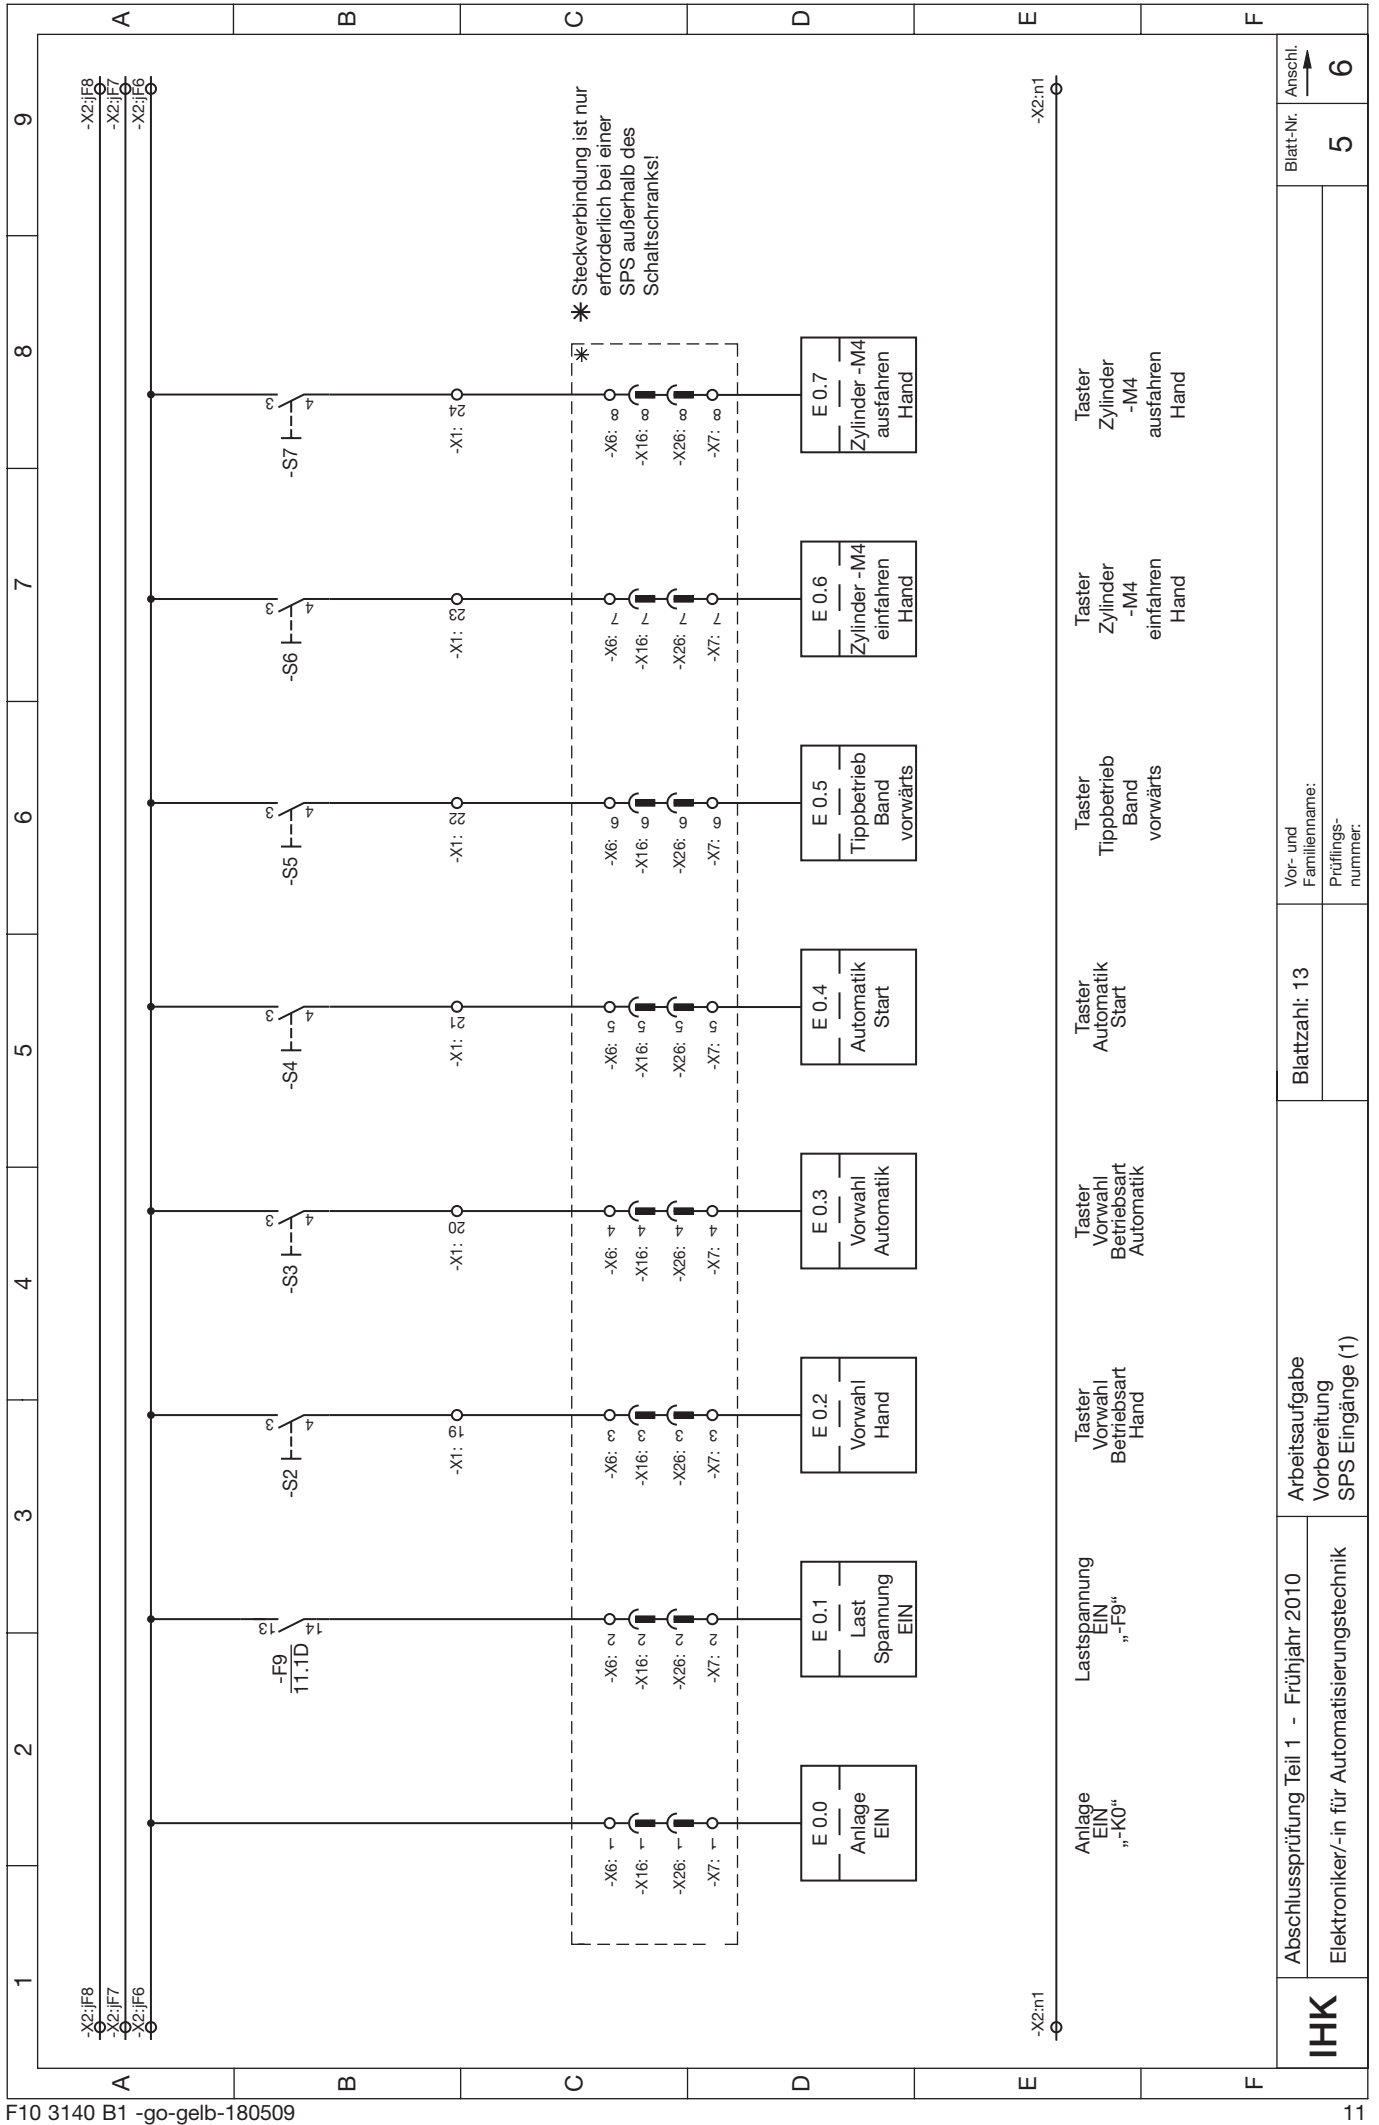 1 2 3 4 5 6 7 8 9
A
B
C
D
E
F
A
B
C
D
E
F
-X2:jF8
-X2:jF7
-X2:jF6
-X2:jF8
-X2:jF7
-X2:jF6
-F9
11.1D
13
14
-S2
3
4
-S3
3
4
-S4
3
4
-S5
3
4
-S6
3
4
-S7
3
4
-X1: 19
-X1: 20
-X1: 21
-X1: 22
-X1: 23
-X1: 24
* Steckverbindung ist nur
erforderlich bei einer
SPS außerhalb des
Schaltschranks!
*
-X6: 1
-X16: 1
-X26: 1
-X7: 1
-X6: 2
-X16: 2
-X26: 2
-X7: 2
-X6: 3
-X16: 3
-X26: 3
-X7: 3
-X6: 4
-X16: 4
-X26: 4
-X7: 4
-X6: 5
-X16: 5
-X26: 5
-X7: 5
-X6: 6
-X16: 6
-X26: 6
-X7: 6
-X6: 7
-X16: 7
-X26: 7
-X7: 7
-X6: 8
-X16: 8
-X26: 8
-X7: 8
E 0.0
Anlage
EIN
E 0.1
Last
Spannung
EIN
E 0.2
Vorwahl
Hand
E 0.3
Vorwahl
Automatik
E 0.4
Automatik
Start
E 0.5
Tippbetrieb
Band
vorwärts
E 0.6
Zylinder -M4
einfahren
Hand
E 0.7
Zylinder -M4
ausfahren
Hand
-X2:n1
-X2:n1
Anlage
EIN
„-K0“
Lastspannung
EIN
„-F9“
Taster
Vorwahl
Betriebsart
Hand
Taster
Vorwahl
Betriebsart
Automatik
Taster
Automatik
Start
Taster
Tippbetrieb
Band
vorwärts
Taster
Zylinder
-M4
einfahren
Hand
Taster
Zylinder
-M4
ausfahren
Hand
IHK
Abschlussprüfung Teil 1 - Frühjahr 2010
Elektroniker/-in für Automatisierungstechnik
Arbeitsaufgabe
Vorbereitung
SPS Eingänge (1)
Blattzahl: 13
Vor- und
Familienname:
Prüflings-
nummer:
Blatt-Nr.
5
Anschl.
6
F10 3140 B1 -go-gelb-180509
11